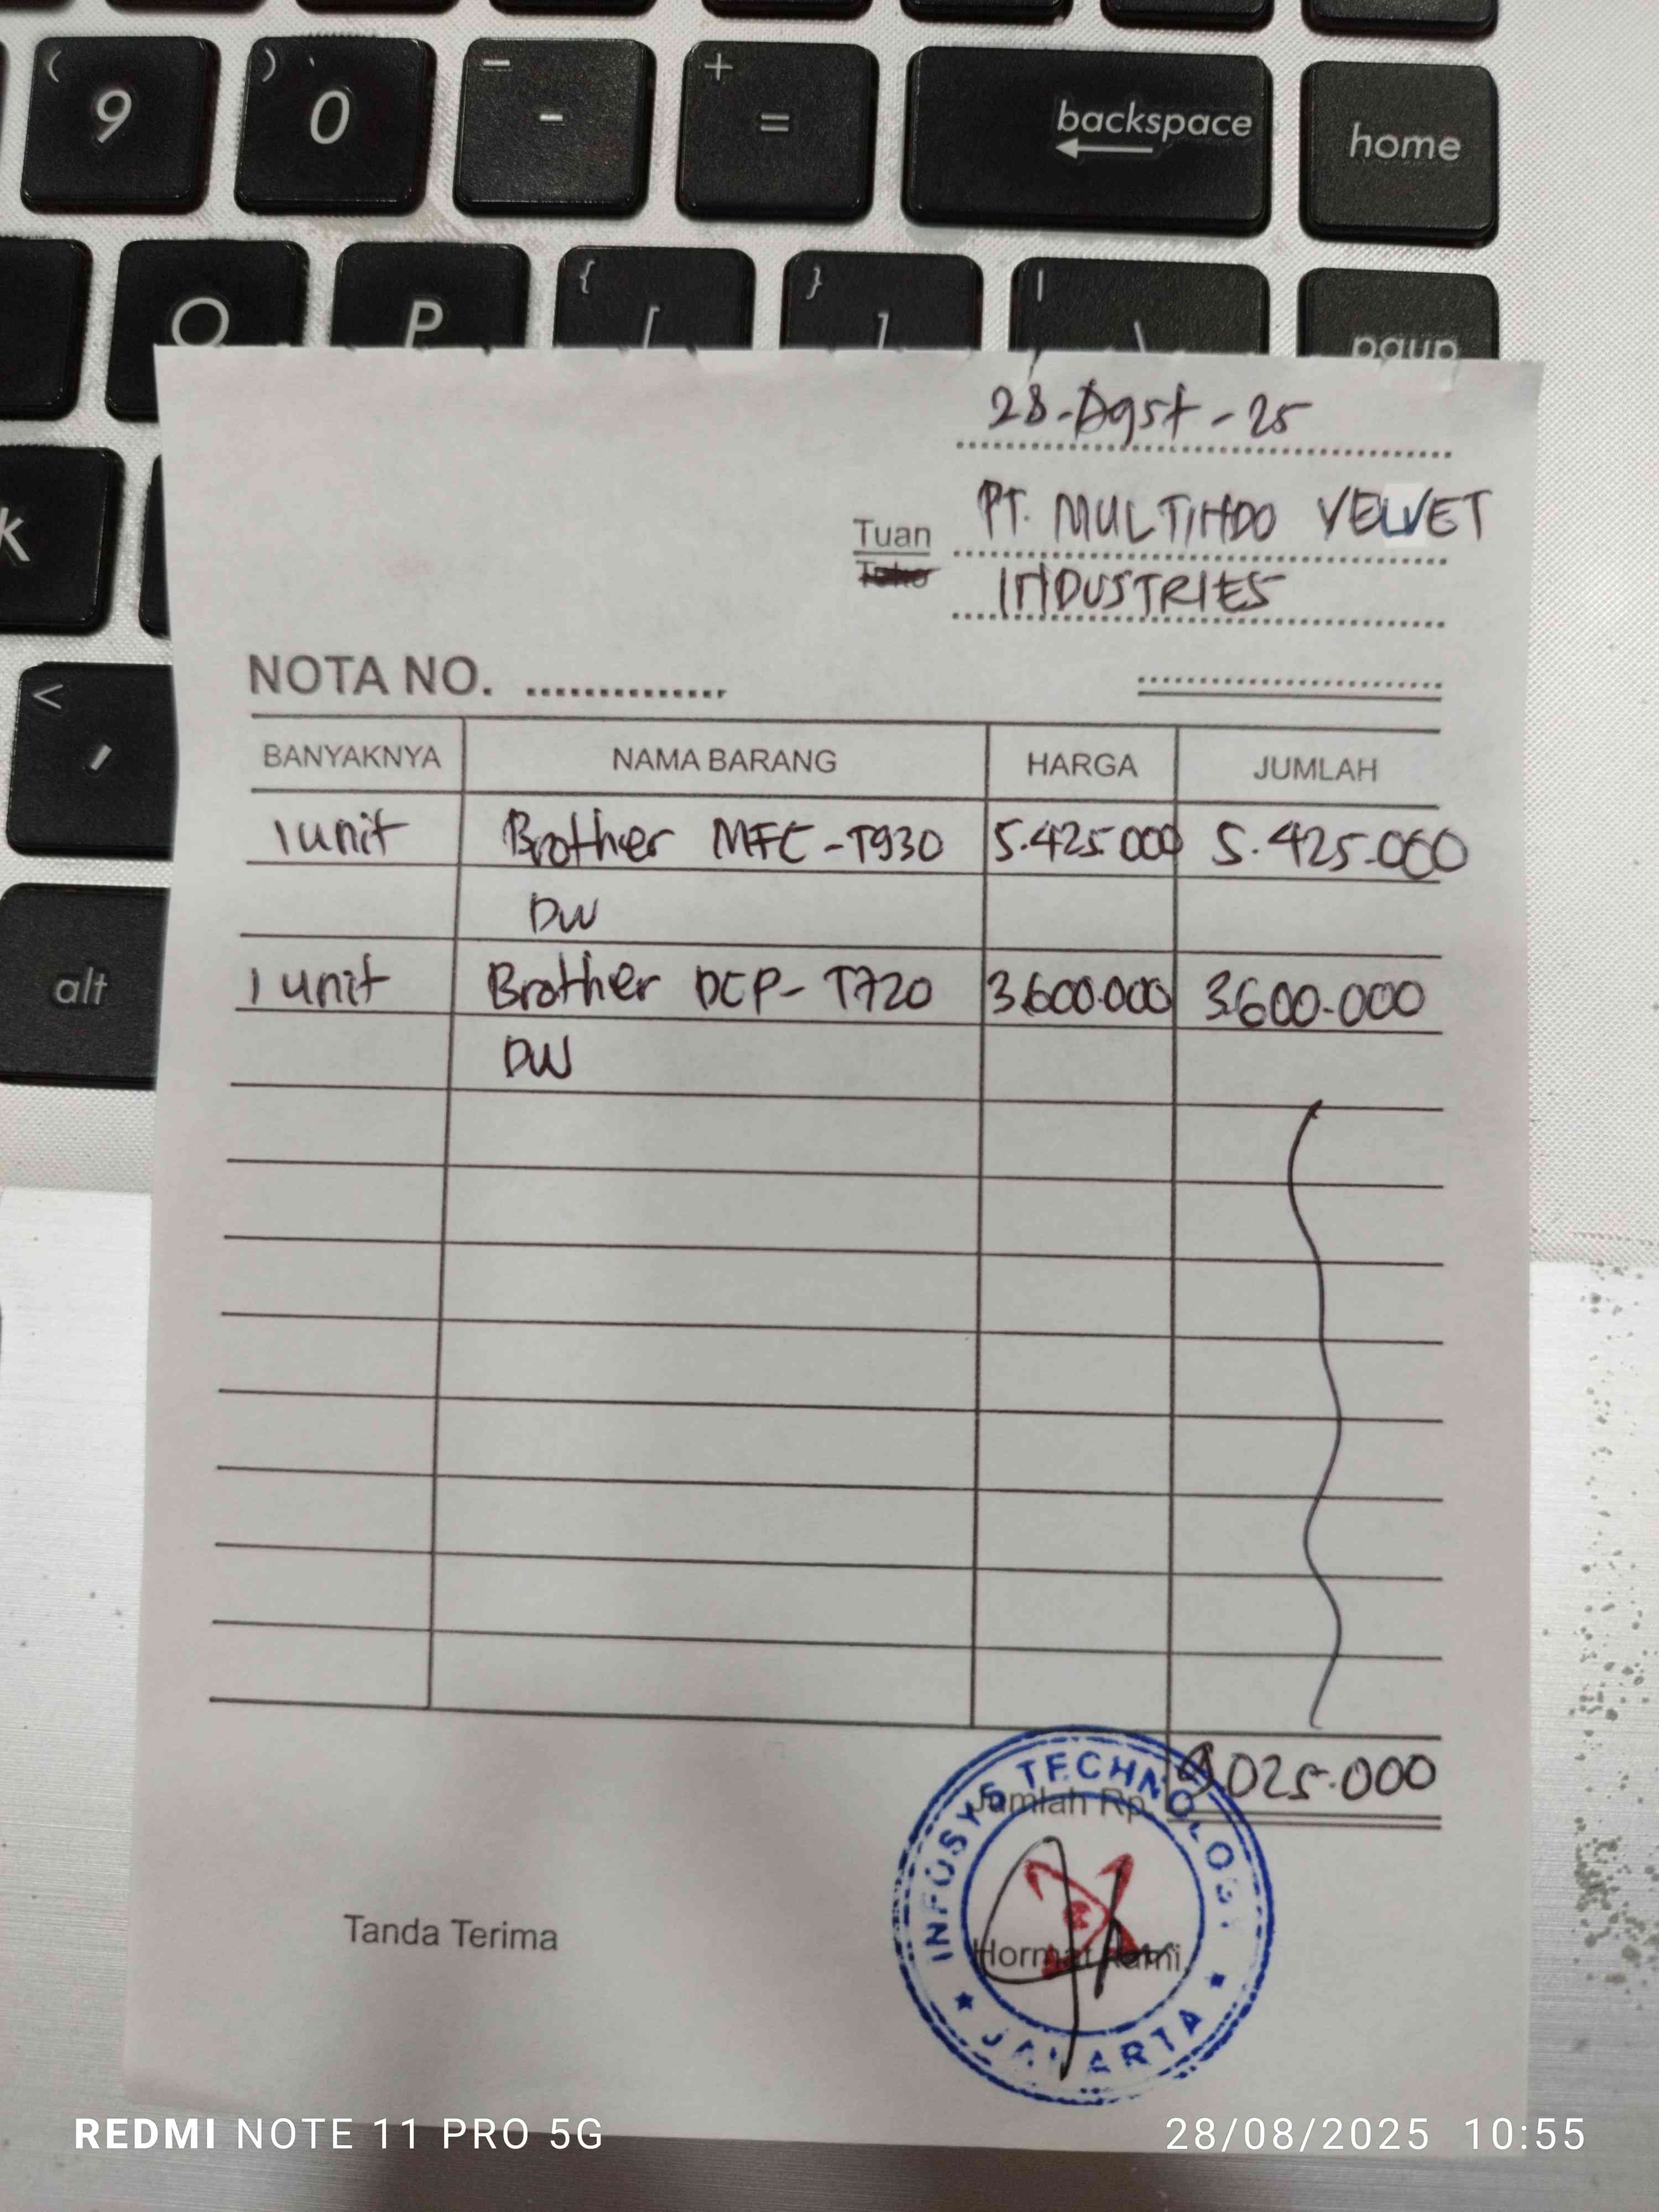 ( 9
) 0
- -
+ =
backspace
home
O
P
{ [
} ]
| \
pgup
K
< ,
alt
28-Agst-25
Tuan PT. MULTINDO VELVET
Toko INDUSTRIES
NOTA NO. ..............
BANYAKNYA NAMA BARANG HARGA JUMLAH
1 unit Brother MFC-T930 5.425.000 5.425.000
DW
1 unit Brother DCP-T720 3.600.000 3.600.000
DW
Jumlah Rp. 9.025.000
INFOSYS TECHNOLOGY
Tanda Terima Hormat Kami,
★ JAKARTA ★
REDMI NOTE 11 PRO 5G 28/08/2025 10:55